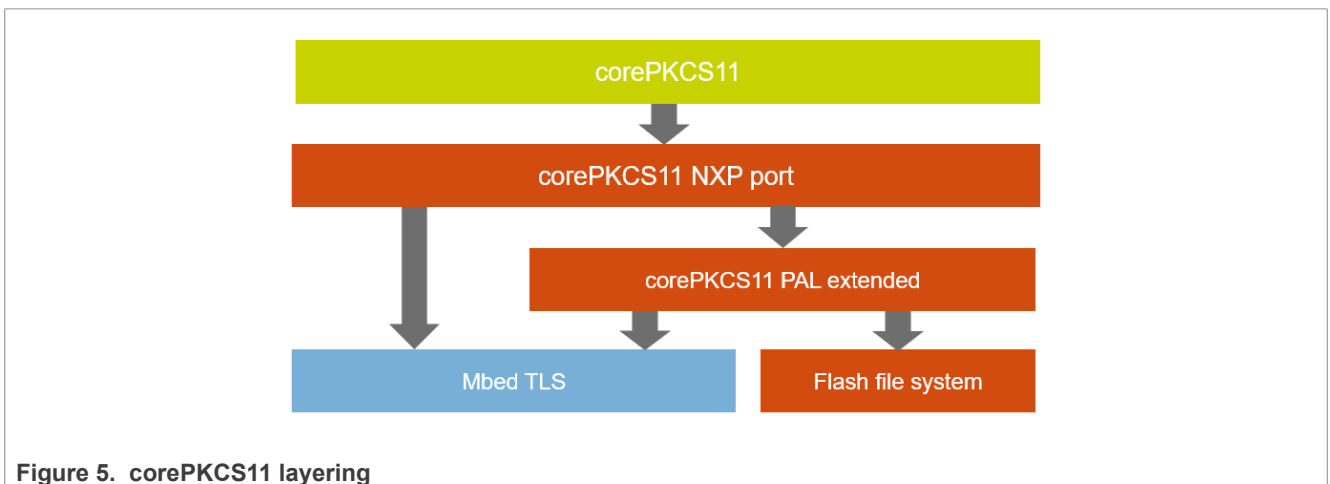 corePKCS11
corePKCS11 NXP port
corePKCS11 PAL extended
Mbed TLS
Flash file system
Figure 5. corePKCS11 layering